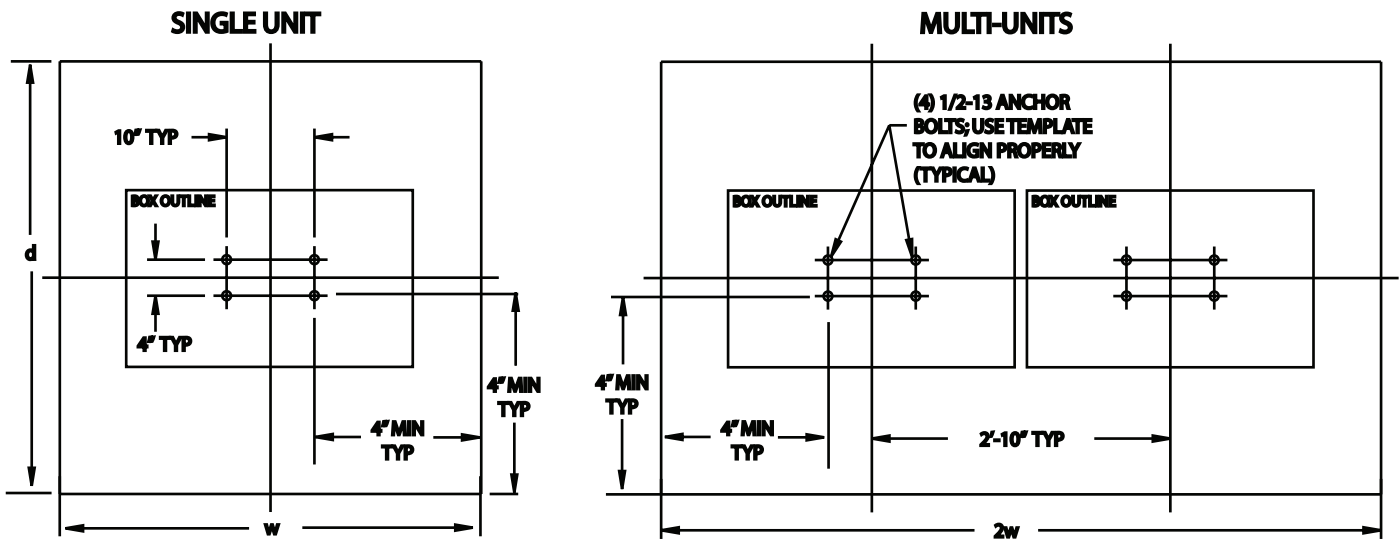 SINGLE UNIT
10" TYP
BOX OUTLINE
d
4" TYP
4" MIN
TYP
4" MIN
TYP
w
MULTI-UNITS
(4) 1/2-13 ANCHOR
BOLTS; USE TEMPLATE
TO ALIGN PROPERLY
(TYPICAL)
BOX OUTLINE
BOX OUTLINE
4" MIN
TYP
4" MIN
TYP
2'-10" TYP
2w